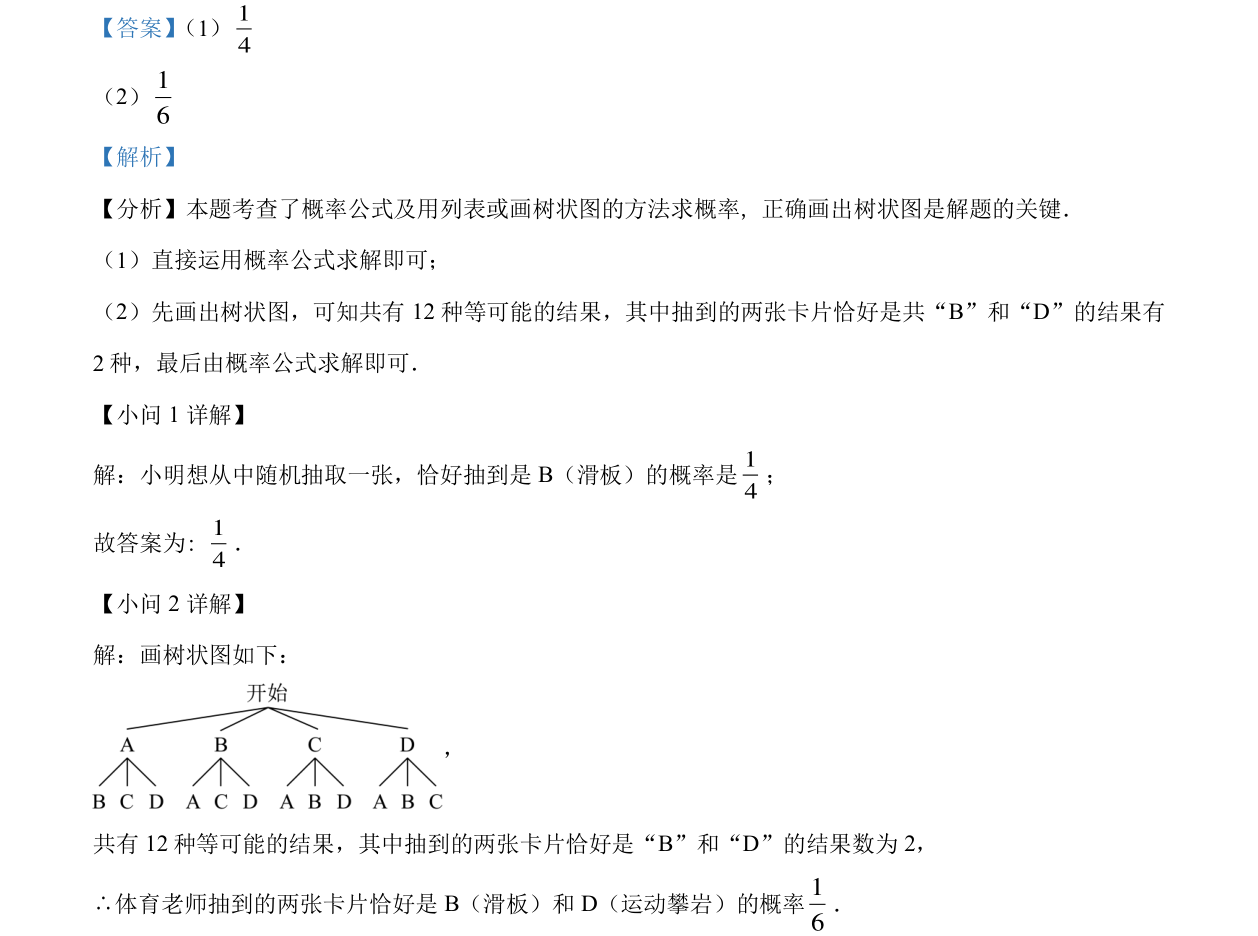 【答案】（1）1/4
（2）1/6
【解析】
【分析】本题考查了概率公式及用列表或画树状图的方法求概率，正确画出树状图是解题的关键．
（1）直接运用概率公式求解即可；
（2）先画出树状图，可知共有 12 种等可能的结果，其中抽到的两张卡片恰好是共“B”和“D”的结果有
2 种，最后由概率公式求解即可．
【小问 1 详解】
解：小明想从中随机抽取一张，恰好抽到是 B（滑板）的概率是 1/4；
故答案为：1/4．
【小问 2 详解】
解：画树状图如下：
开始
A B C D ，
B C D A C D A B D A B C
共有 12 种等可能的结果，其中抽到的两张卡片恰好是“B”和“D”的结果数为 2，
∴体育老师抽到的两张卡片恰好是 B（滑板）和 D（运动攀岩）的概率 1/6．